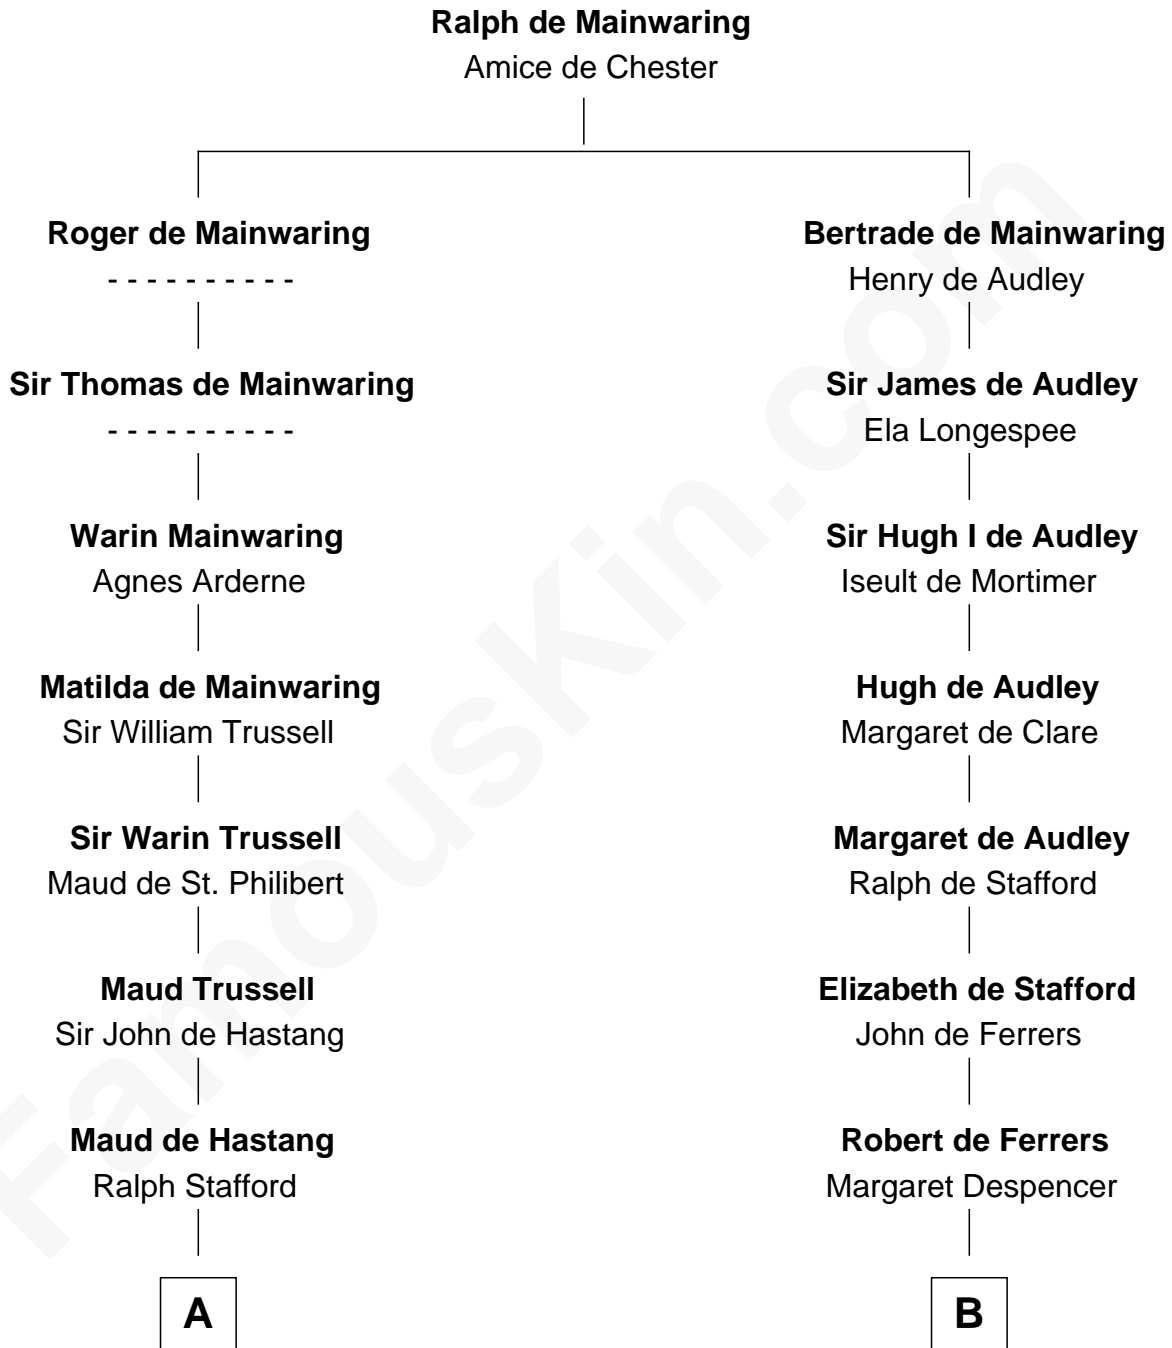 Ralph de Mainwaring
Amice de Chester
Roger de Mainwaring
- - - - - - - - - -
Sir Thomas de Mainwaring
- - - - - - - - - -
Warin Mainwaring
Agnes Arderne
Matilda de Mainwaring
Sir William Trussell
Sir Warin Trussell
Maud de St. Philibert
Maud Trussell
Sir John de Hastang
Maud de Hastang
Ralph Stafford
A
Bertrade de Mainwaring
Henry de Audley
Sir James de Audley
Ela Longespee
Sir Hugh I de Audley
Iseult de Mortimer
Hugh de Audley
Margaret de Clare
Margaret de Audley
Ralph de Stafford
Elizabeth de Stafford
John de Ferrers
Robert de Ferrers
Margaret Despencer
B
FamousKin.com